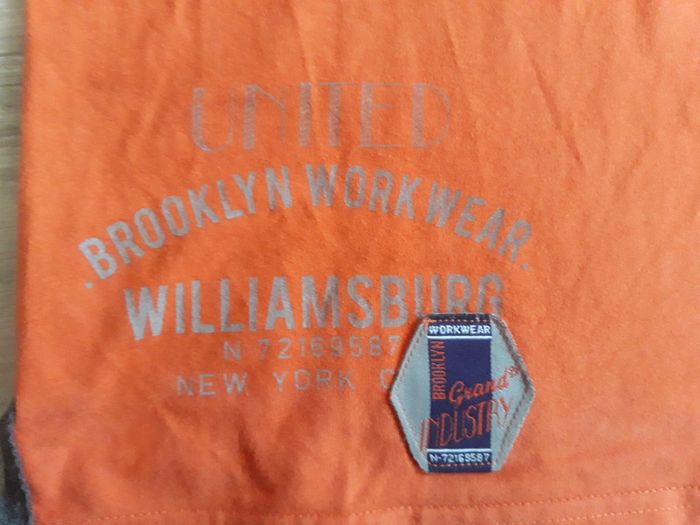 UNITED
.BROOKLYN WORKWEAR.
WILLIAMSBURG
N-72169587
NEW YORK C
WORKWEAR
BROOKLYN
Grand
INDUSTRY
N-72169587